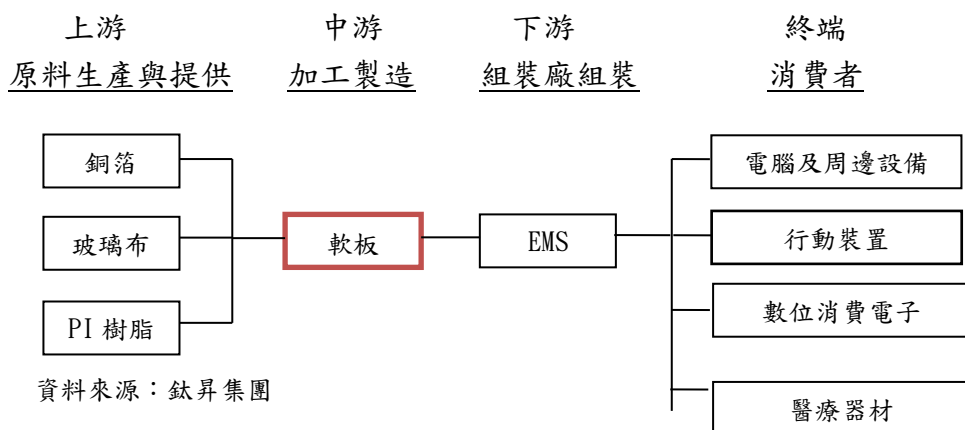 上游 中游 下游 終端
原料生產與提供 加工製造 組裝廠組裝 消費者
銅箔 電腦及周邊設備
玻璃布 軟板 EMS 行動裝置
PI 樹脂 數位消費電子
資料來源：鈦昇集團
醫療器材